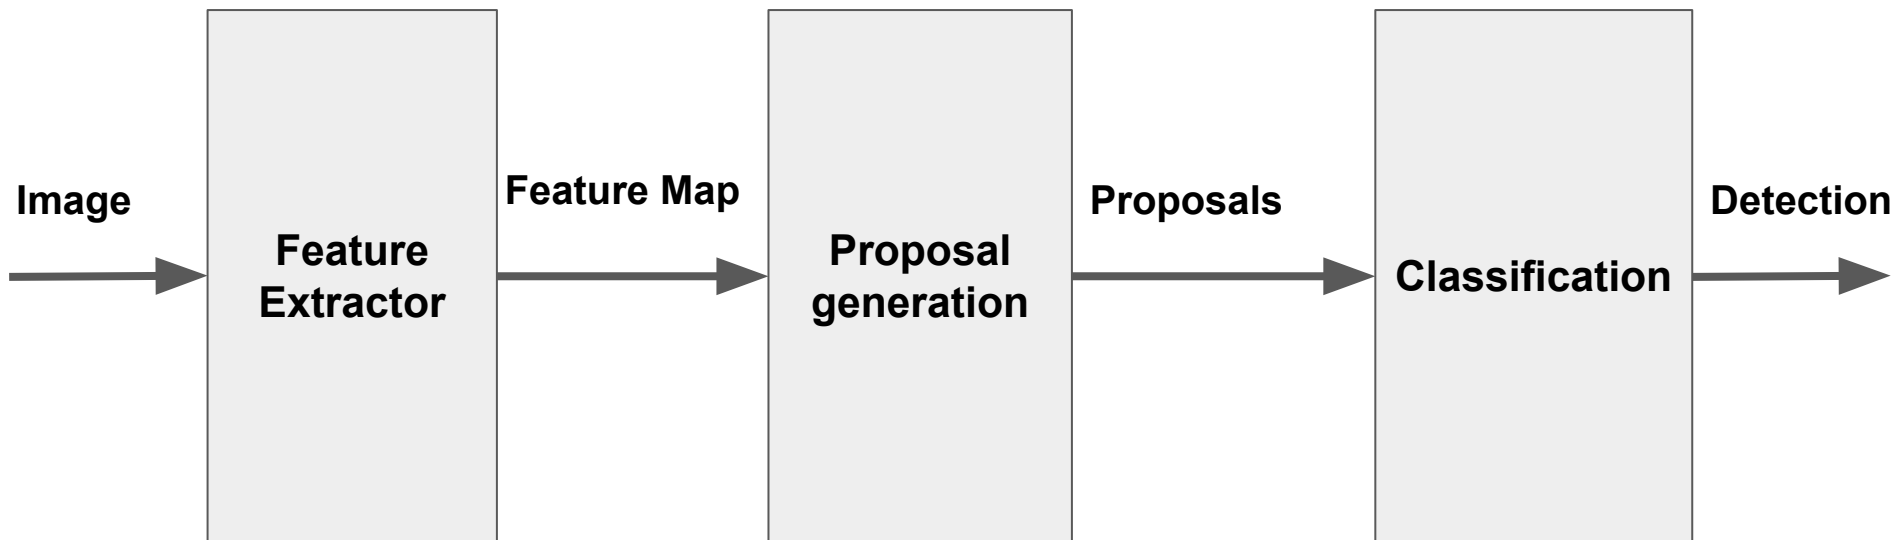 Image
Feature
Extractor
Feature Map
Proposal
generation
Proposals
Classification
Detection